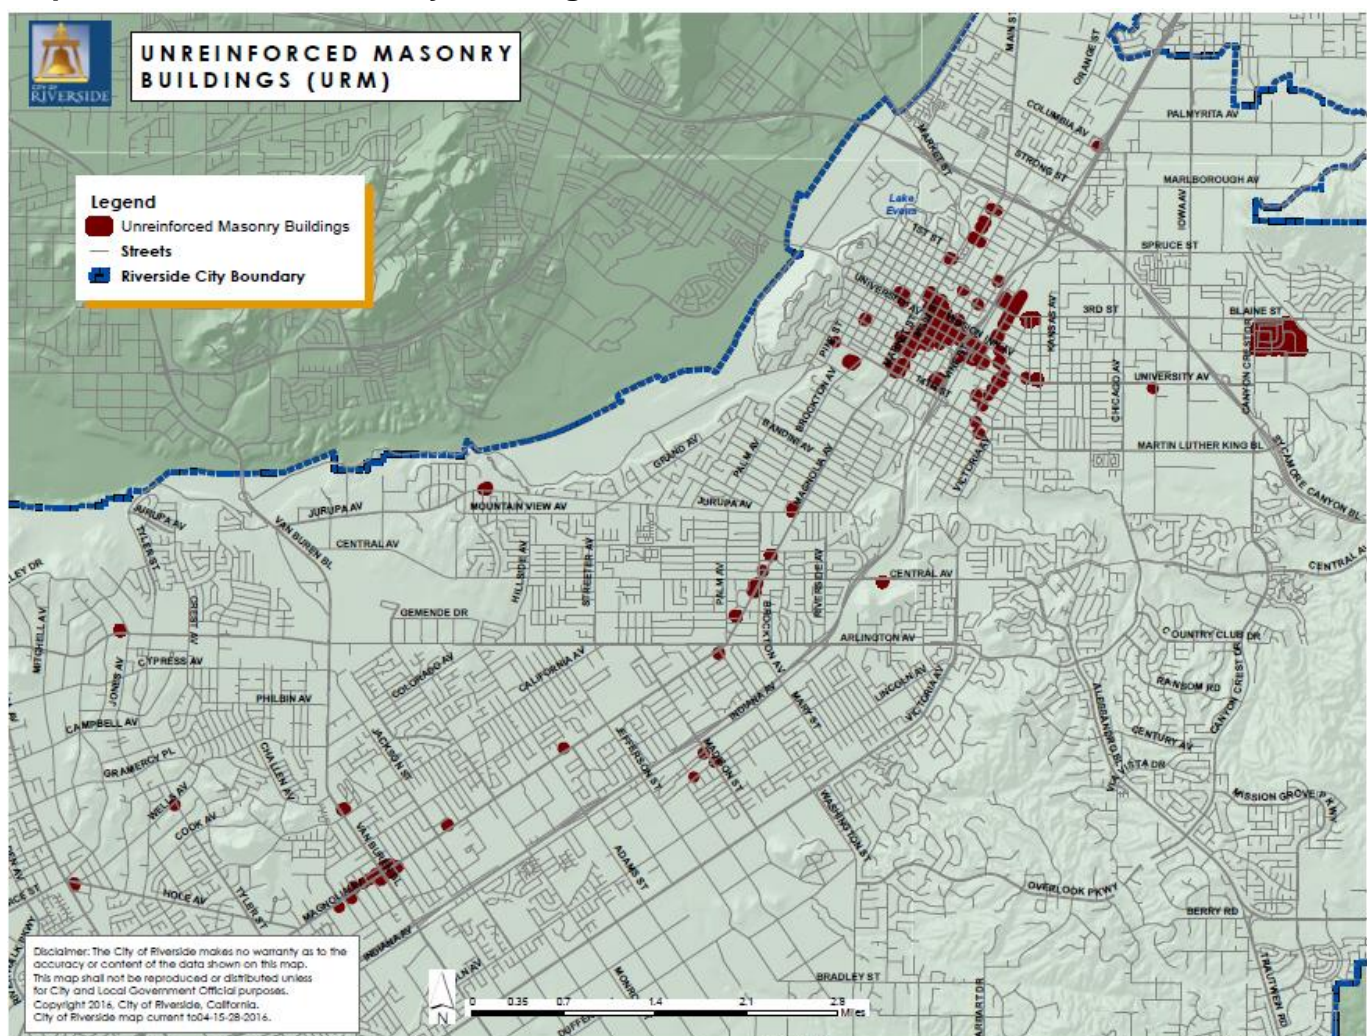 UNREINFORCED MASONRY
BUILDINGS (URM)
CITY OF
RIVERSIDE
Legend
Unreinforced Masonry Buildings
Streets
Riverside City Boundary
MAIN ST
ORANGE ST
COLUMBIA AV
PALMYRITA AV
MARKET ST
STRONG ST
MARLBOROUGH AV
IOWA AV
Lake
Evans
1ST ST
SPRUCE ST
UNIVERSITY AV
3RD ST
BLAINE ST
KANSAS AV
PINE ST
14TH ST
CHICAGO AV
UNIVERSITY AV
CANYON CREST DR
BROOKTON AV
BANDINI AV
MARTIN LUTHER KING BL
GRAND AV
PALM AV
MAGNOLIA AV
VICTORIA AV
SYCAMORE CANYON BL
JURUPA AV
JURUPA AV
MOUNTAIN VIEW AV
JURUPA AV
TYLER ST
VAN BUREN BL
CENTRAL AV
HILLSIDE AV
STREETER AV
PALM AV
RIVERSIDE AV
CENTRAL AV
CENTRAL AV
LEY DR
MITCHELL AV
CREST AV
GEMENDE DR
BROCKTON AV
ARLINGTON AV
COUNTRY CLUB DR
JONES AV
CYPRESS AV
COLORADO AV
CALIFORNIA AV
LINCOLN AV
RANSOM RD
CANYON CREST DR
PHILBIN AV
INDIANA AV
MARY ST
VICTORIA AV
ALESSANDRO BL
CAMPBELL AV
CENTURY AV
GRAMERCY PL
CHALLEN AV
JACKSON ST
JEFFERSON ST
MADISON ST
VIA VISTA DR
WELLS AV
COOK AV
WASHINGTON ST
MISSION GROVE PKWY
VAN BUREN BL
ADAMS ST
HOLE AV
TYLER ST
MAGNOLIA AV
OVERLOOK PKWY
BERRY RD
INDIANA AV
TRAUTWEIN RD
BRADLEY ST
Disclaimer: The City of Riverside makes no warranty as to the
accuracy or content of the data shown on this map.
This map shall not be reproduced or distributed unless
for City and Local Government Official purposes.
Copyright 2016, City of Riverside, California.
City of Riverside map current to04-15-28-2016.
N
0 0.35 0.7 1.4 2.1 2.8
Miles